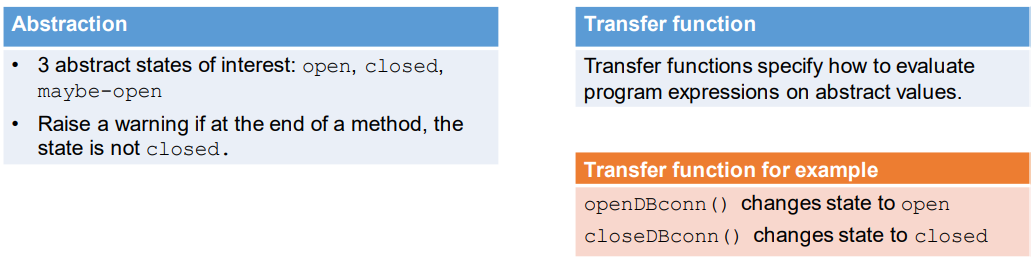 Abstraction
• 3 abstract states of interest: open, closed,
maybe-open
• Raise a warning if at the end of a method, the
state is not closed.
Transfer function
Transfer functions specify how to evaluate
program expressions on abstract values.
Transfer function for example
openDBconn() changes state to open
closeDBconn() changes state to closed